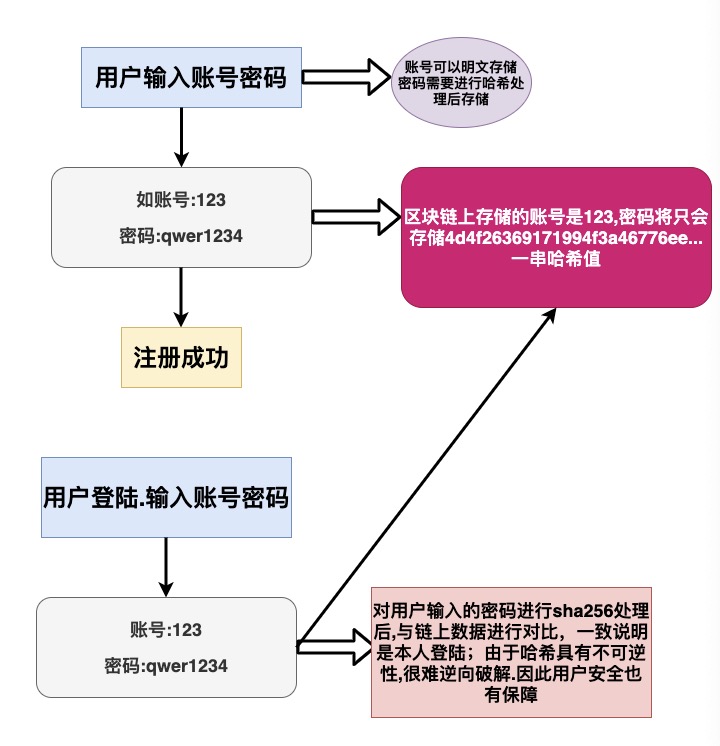 用户输入账号密码
账号可以明文存储
密码需要进行哈希处
理后存储
如账号:123
密码:qwer1234
区块链上存储的账号是123,密码将只会
存储4d4f26369171994f3a46776ee...
一串哈希值
注册成功
用户登陆.输入账号密码
账号:123
密码:qwer1234
对用户输入的密码进行sha256处理
后,与链上数据进行对比，一致说明
是本人登陆；由于哈希具有不可逆
性,很难逆向破解.因此用户安全也
有保障